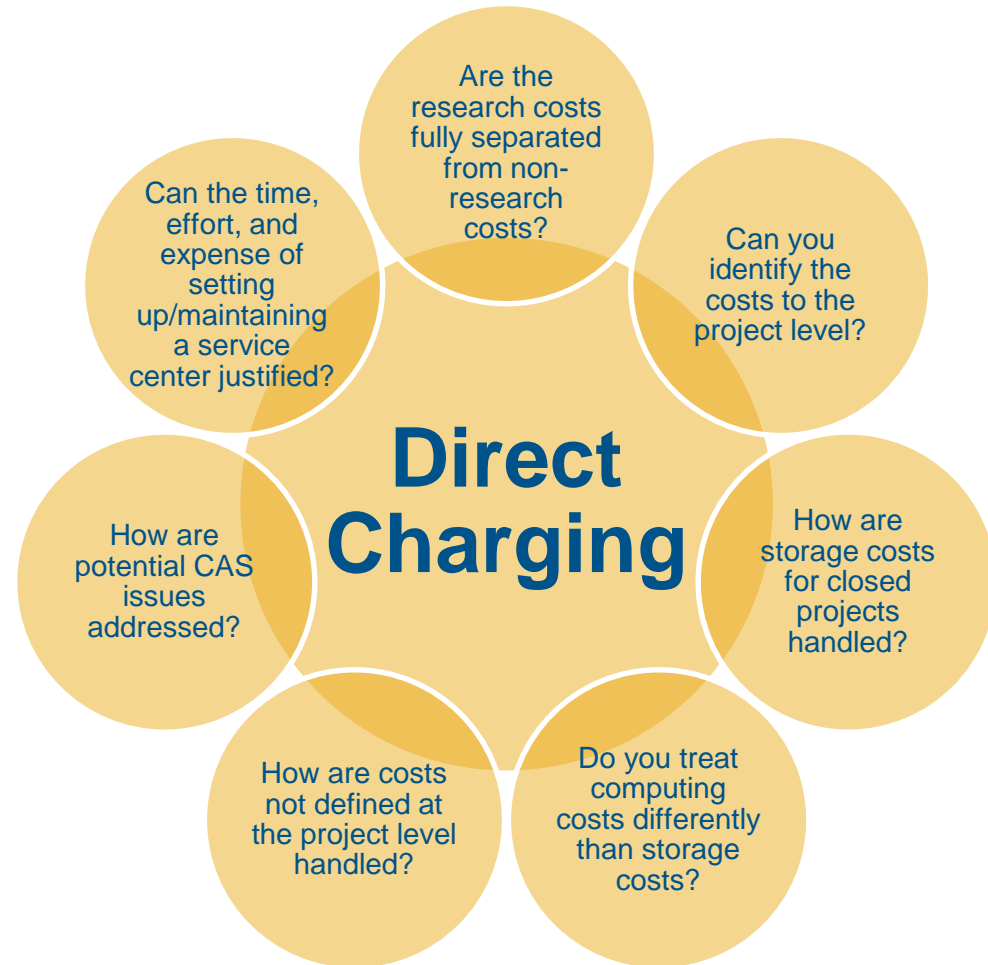 Are the
research costs
fully separated
from non-
research
costs?
Can you
identify the
costs to the
project level?
How are
storage costs
for closed
projects
handled?
Do you treat
computing
costs differently
than storage
costs?
How are costs
not defined at
the project level
handled?
How are
potential CAS
issues
addressed?
Can the time,
effort, and
expense of
setting
up/maintaining
a service
center justified?
Direct
Charging